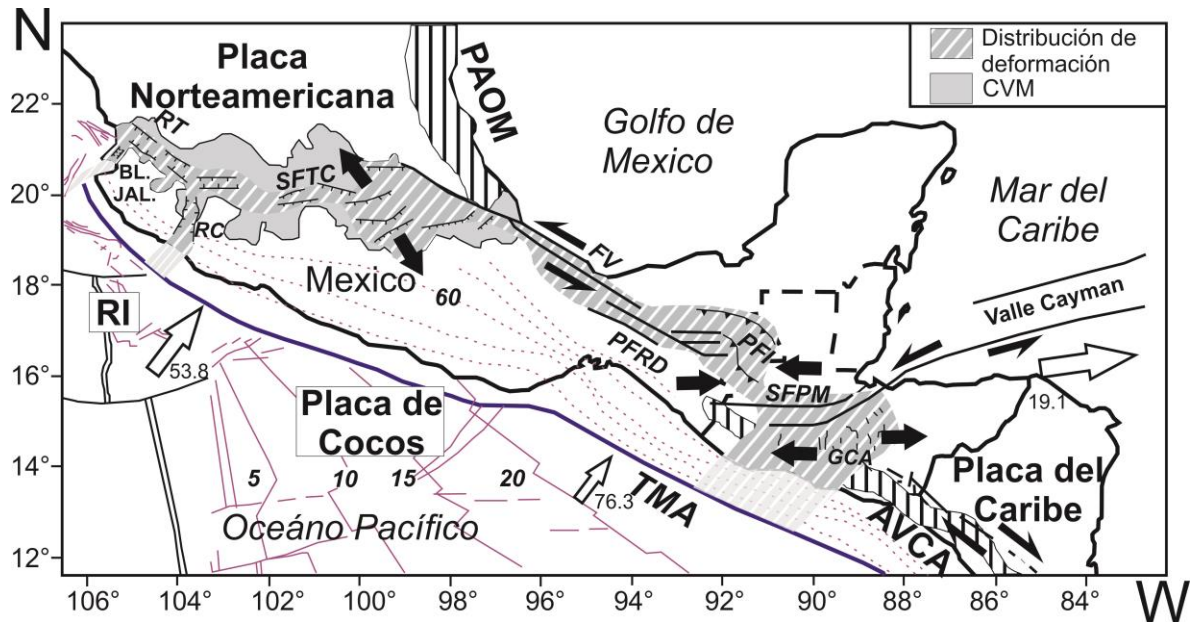 N
Distribución de
deformación
CVM
Placa
Norteamericana
PAOM
Golfo de
Mexico
Mar del
Caribe
22°
20°
18°
16°
14°
12°
RT
SFTC
BL.
JAL.
RC
Mexico
60
FV
Valle Cayman
RI
53.8
PFRD
PFI
SFPM
19.1
Placa de
Cocos
GCA
Placa del
Caribe
5
10
15
20
76.3
TMA
AVCA
Oceáno Pacífico
106°
104°
102°
100°
98°
96°
94°
92°
90°
88°
86°
84°
W